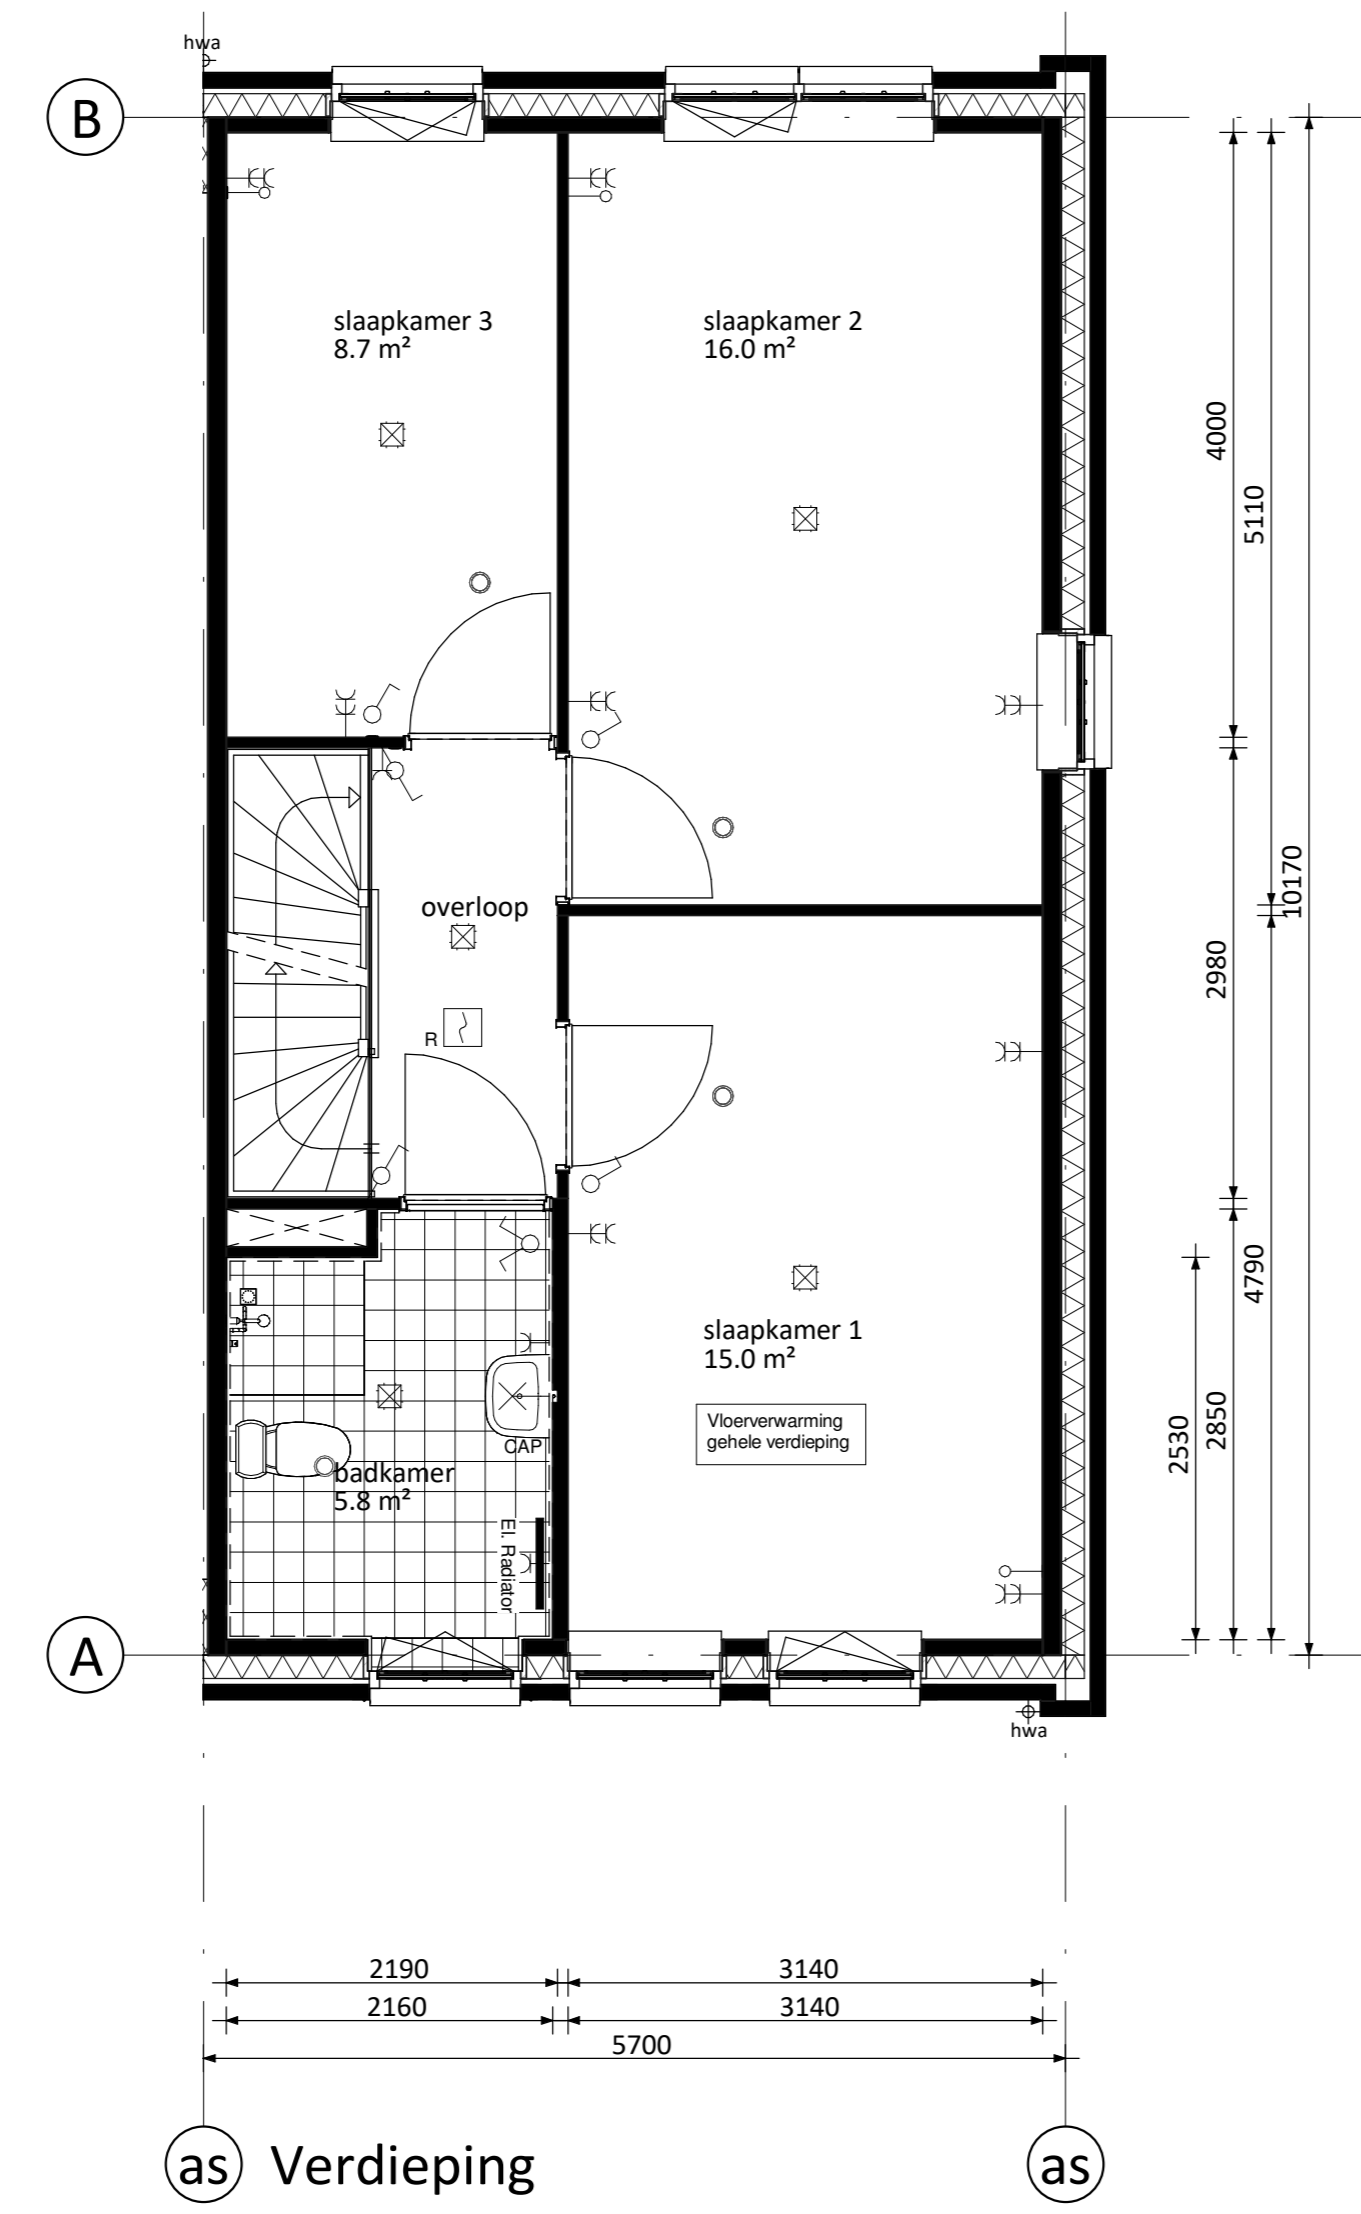 hwa
B
slaapkamer 3
8.7 m²
slaapkamer 2
16.0 m²
4000
5110
10170
overloop
R
2980
slaapkamer 1
15.0 m²
Vloerverwarming
gehele verdieping
CAP
badkamer
5.8 m²
El. Radiator
2530
2850
4790
A
hwa
2190
3140
2160
3140
5700
as
Verdieping
as